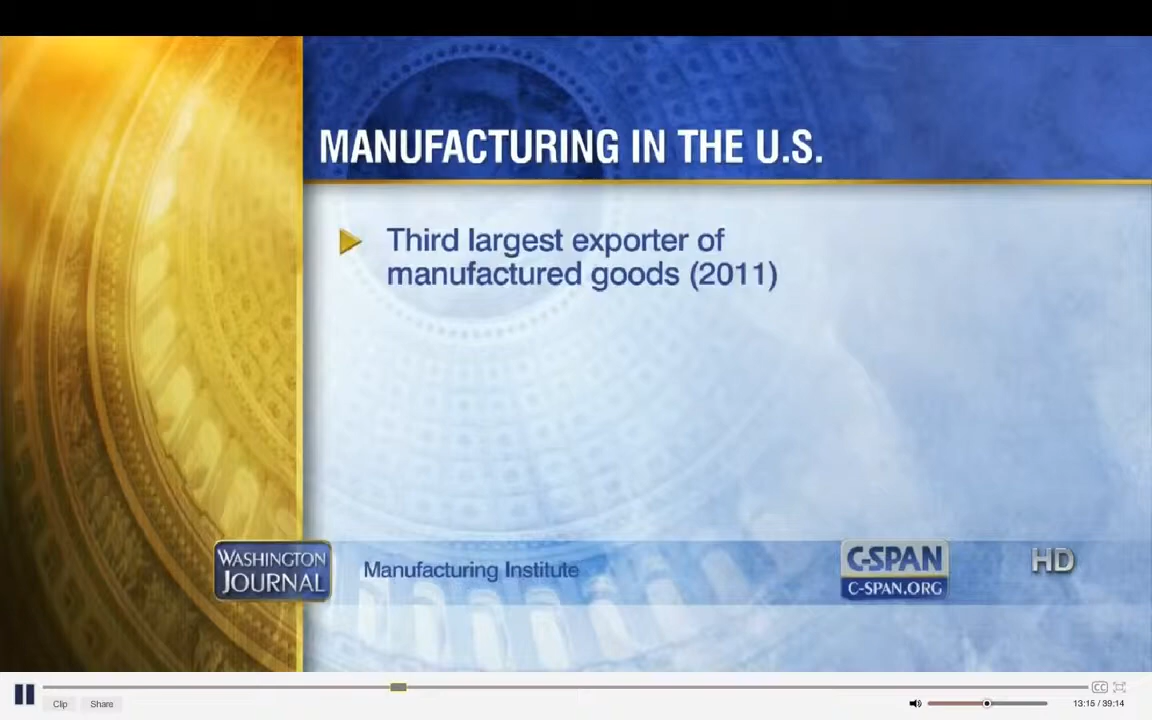 MANUFACTURING IN THE U.S.
Third largest exporter of
manufactured goods (2011)
WASHINGTON
JOURNAL
Manufacturing Institute
C-SPAN
C-SPAN.ORG
HD
Clip
Share
CC
13:15 / 39:14